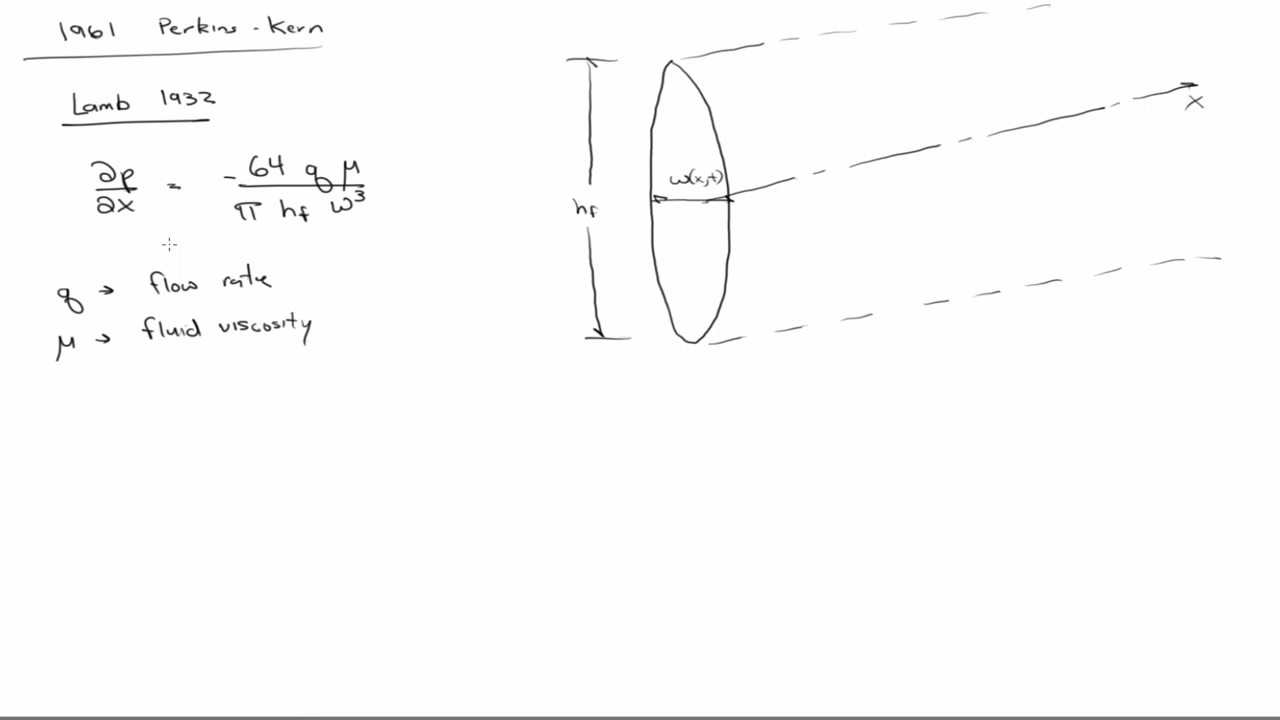 1961 Perkins - Kern
Lamb 1932
∂p/∂x = -64 q μ / π hf w³
q → flow rate
μ → fluid viscosity
hf
w(x,t)
x